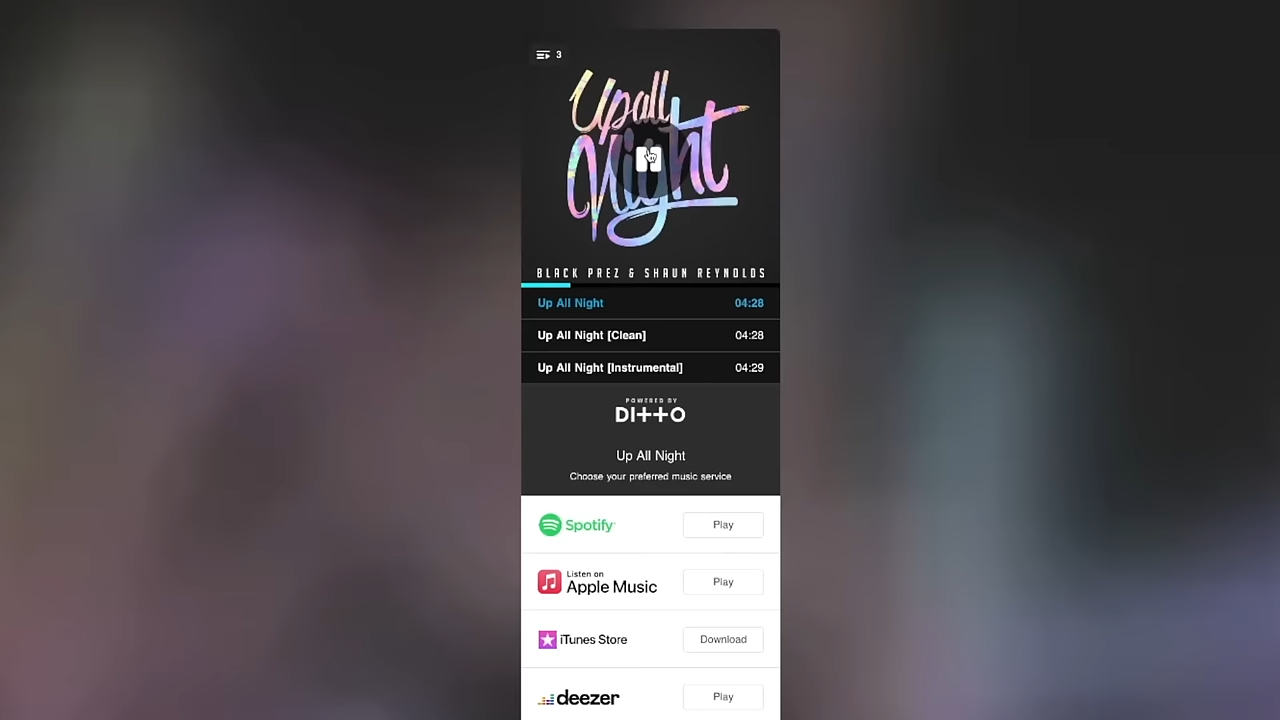 3
Up all
Night
BLACK PREZ & SHAUN REYNOLDS
Up All Night 04:28
Up All Night [Clean] 04:28
Up All Night [Instrumental] 04:29
POWERED BY
DITTO
Up All Night
Choose your preferred music service
Spotify Play
Listen on
Apple Music Play
iTunes Store Download
deezer Play